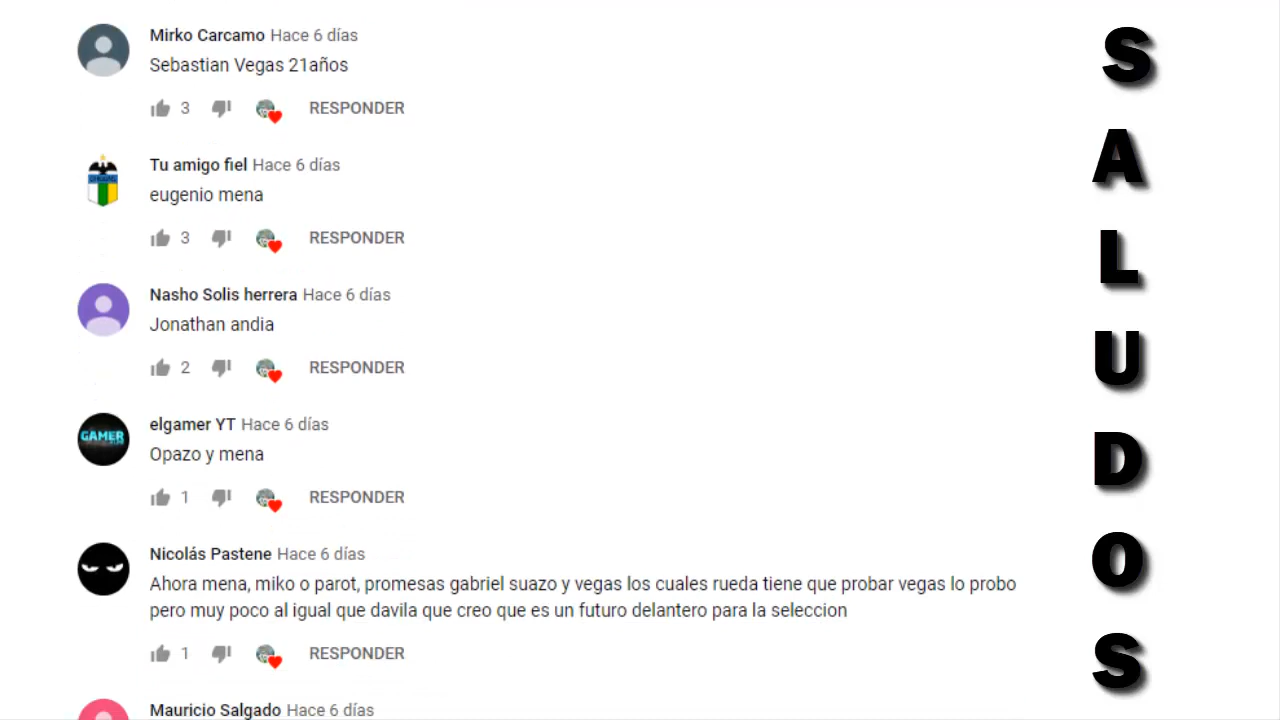 Mirko Carcamo Hace 6 días
Sebastian Vegas 21años
3 RESPONDER
Tu amigo fiel Hace 6 días
eugenio mena
3 RESPONDER
Nasho Solis herrera Hace 6 días
Jonathan andia
2 RESPONDER
GAMER
elgamer YT Hace 6 días
Opazo y mena
1 RESPONDER
Nicolás Pastene Hace 6 días
Ahora mena, miko o parot, promesas gabriel suazo y vegas los cuales rueda tiene que probar vegas lo probo
pero muy poco al igual que davila que creo que es un futuro delantero para la seleccion
1 RESPONDER
Mauricio Salgado Hace 6 días
S
A
L
U
D
O
S